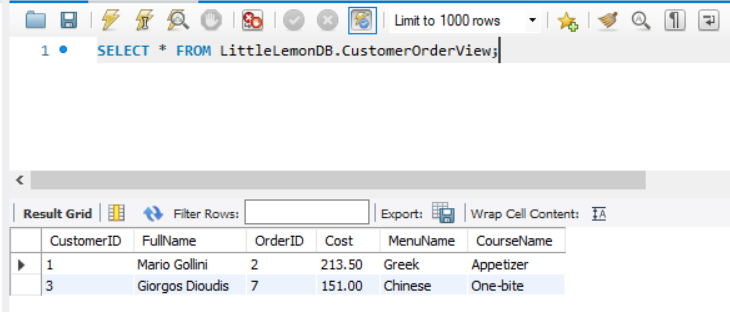 Limit to 1000 rows
1 SELECT * FROM LittleLemonDB.CustomerOrderView;
Result Grid Filter Rows: Export: Wrap Cell Content:
CustomerID FullName OrderID Cost MenuName CourseName
1 Mario Gollini 2 213.50 Greek Appetizer
3 Giorgos Dioudis 7 151.00 Chinese One-bite